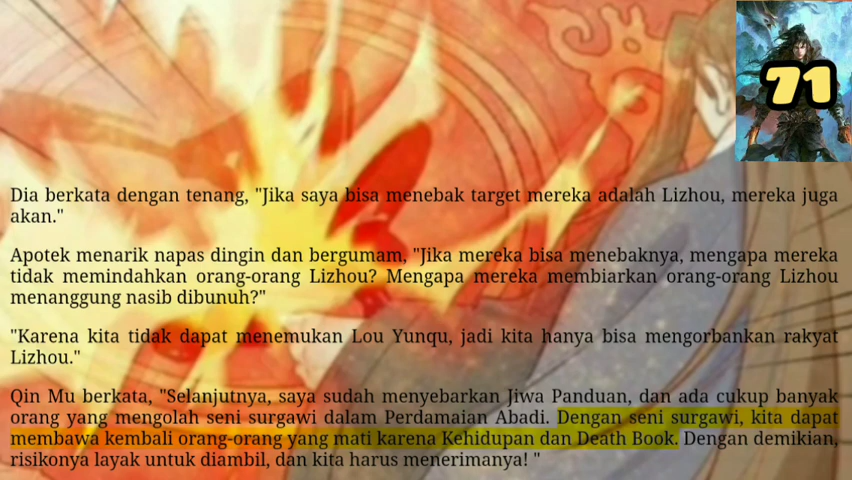 71
Dia berkata dengan tenang, "Jika saya bisa menebak target mereka adalah Lizhou, mereka juga
akan."
Apotek menarik napas dingin dan bergumam, "Jika mereka bisa menebaknya, mengapa mereka
tidak memindahkan orang-orang Lizhou? Mengapa mereka membiarkan orang-orang Lizhou
menanggung nasib dibunuh?"
"Karena kita tidak dapat menemukan Lou Yunqu, jadi kita hanya bisa mengorbankan rakyat
Lizhou."
Qin Mu berkata, "Selanjutnya, saya sudah menyebarkan Jiwa Panduan, dan ada cukup banyak
orang yang mengolah seni surgawi dalam Perdamaian Abadi. Dengan seni surgawi, kita dapat
membawa kembali orang-orang yang mati karena Kehidupan dan Death Book. Dengan demikian,
risikonya layak untuk diambil, dan kita harus menerimanya! "